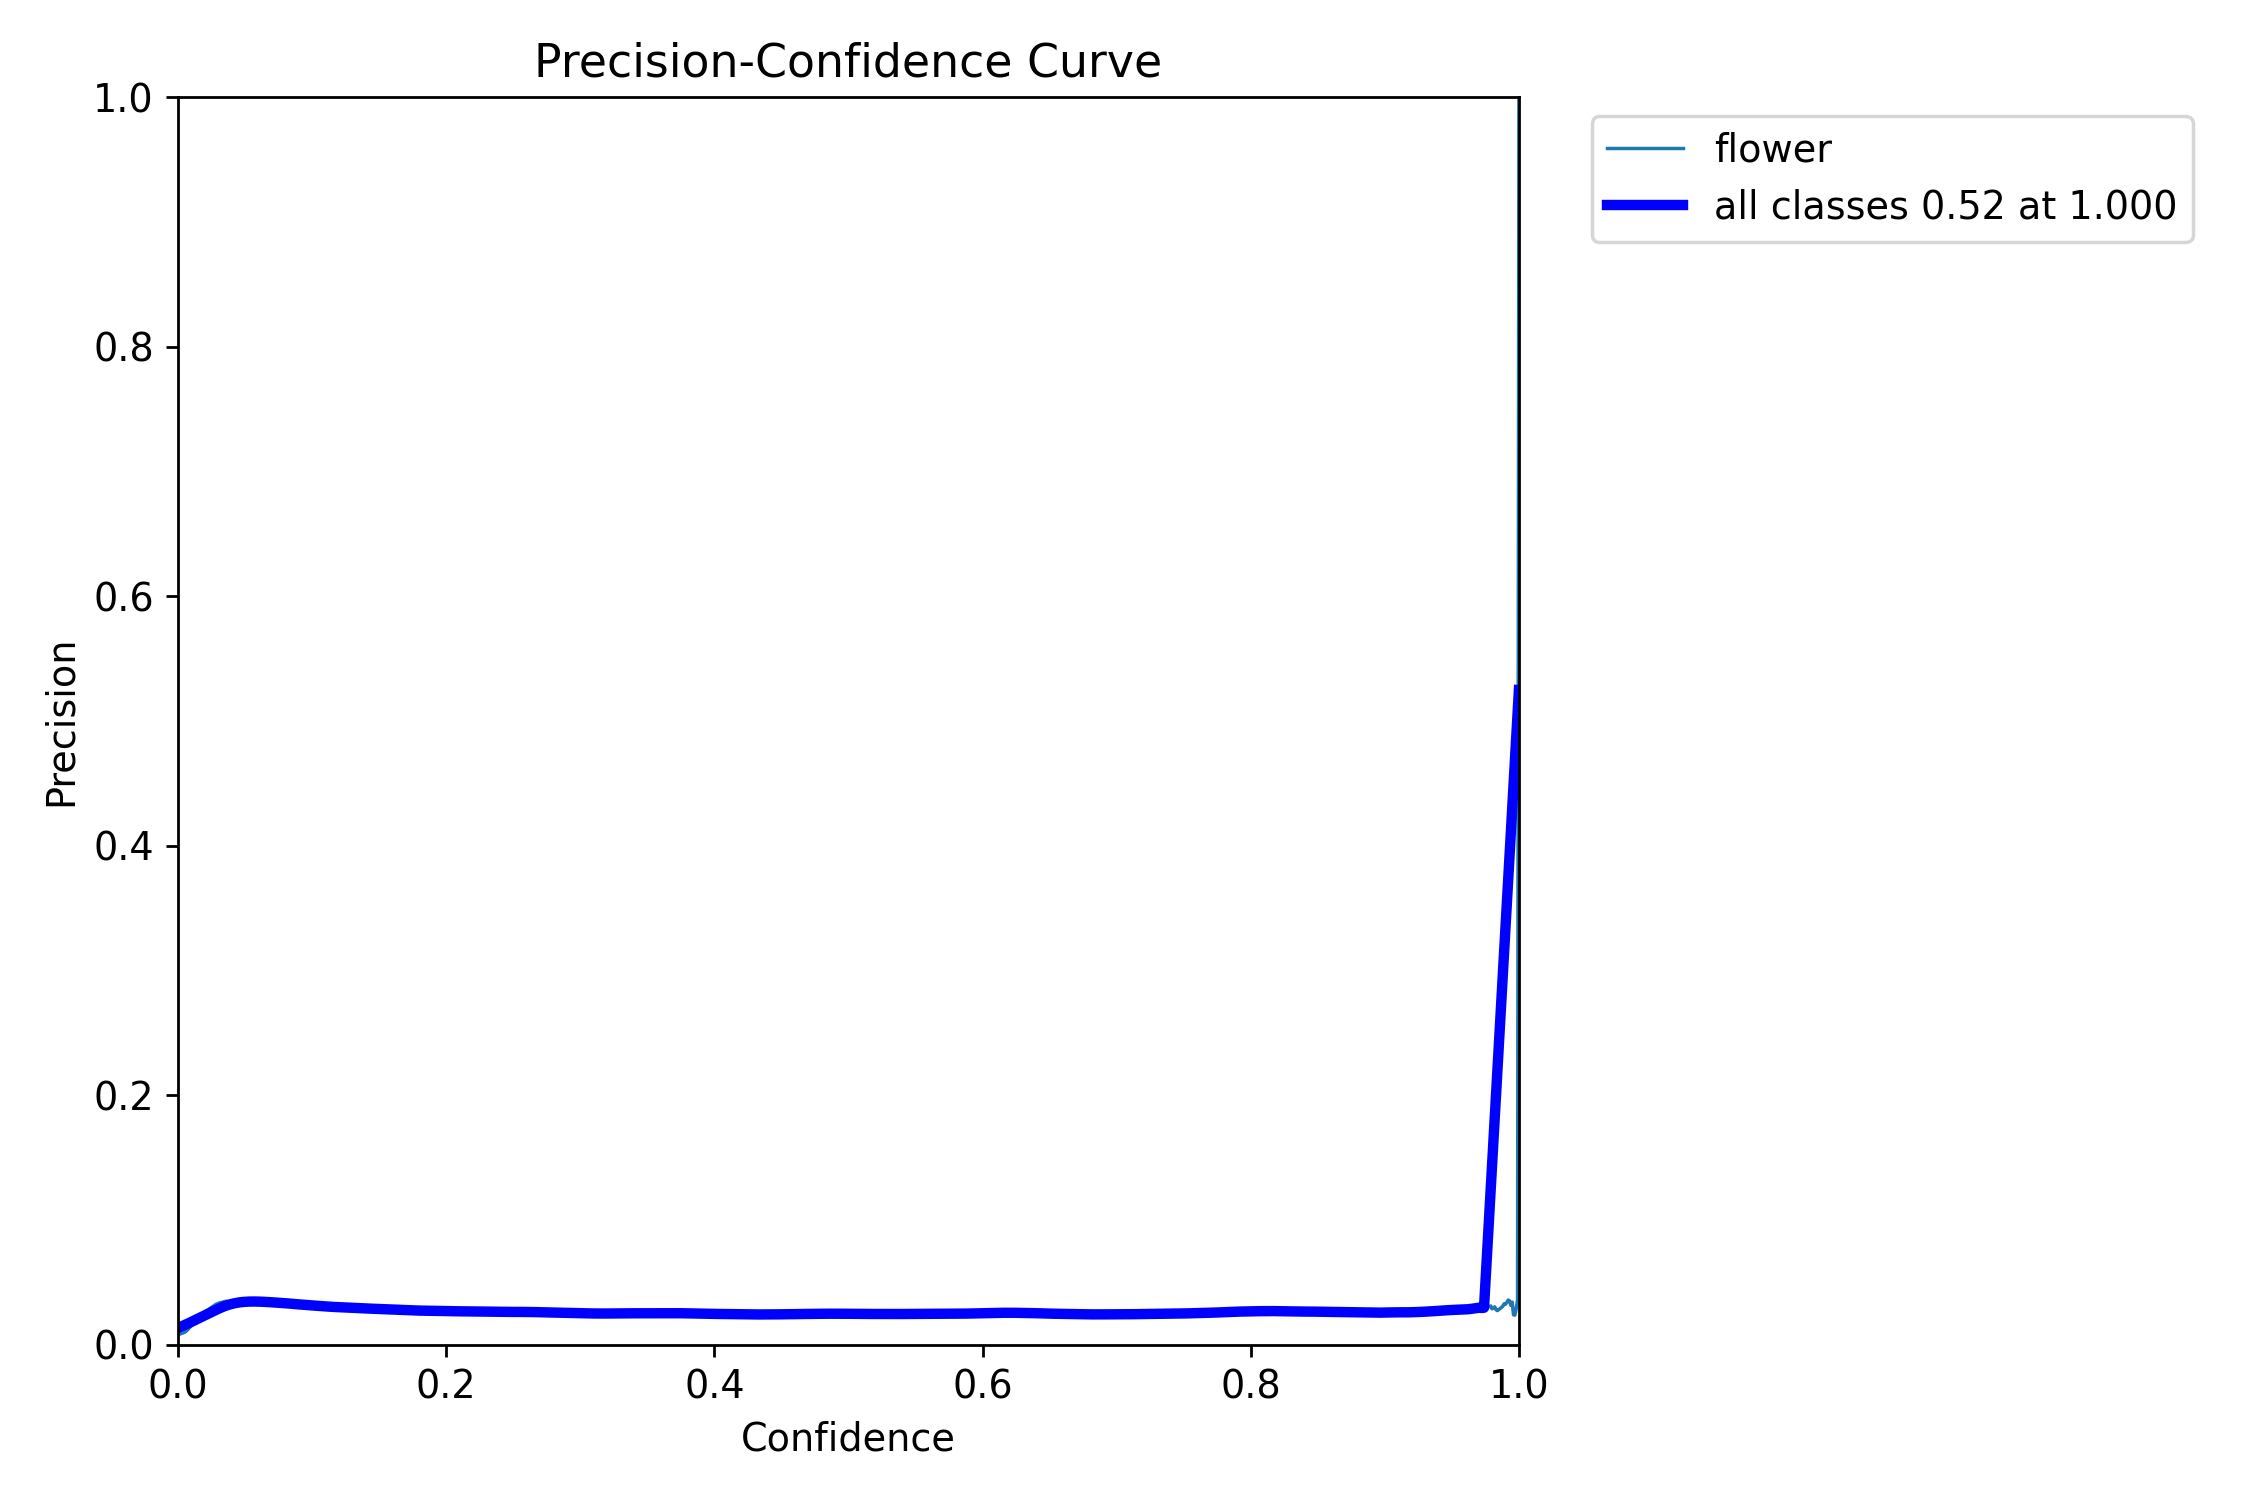 Precision-Confidence Curve
1.0
0.8
0.6
0.4
0.2
0.0
Precision
0.0 0.2 0.4 0.6 0.8 1.0
Confidence
flower
all classes 0.52 at 1.000